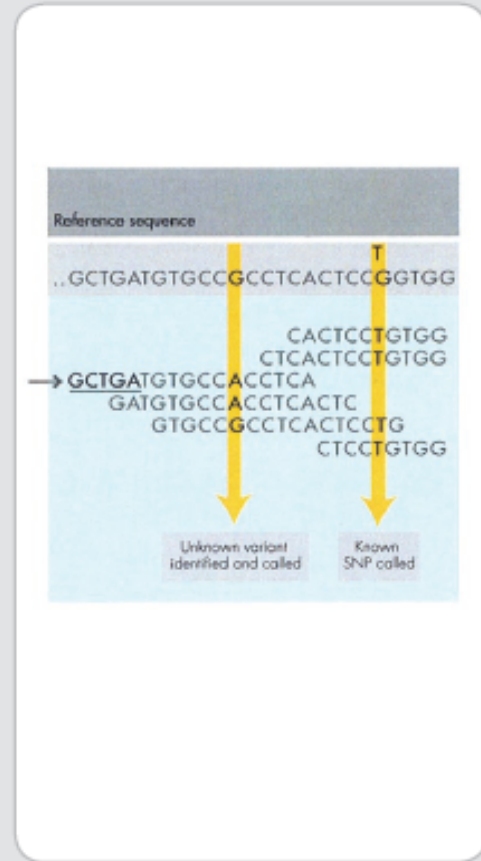 Reference sequence
T
..GCTGATGTGCCGCCTCACTCCGGTGG
CACTCCTGTGG
CTCACTCCTGTGG
→ GCTGATGTGCCACCTCA
GATGTGCCACCTCACTC
GTGCCGCCTCACTCCTG
CTCCTGTGG
Unknown variant
identified and called
Known
SNP called